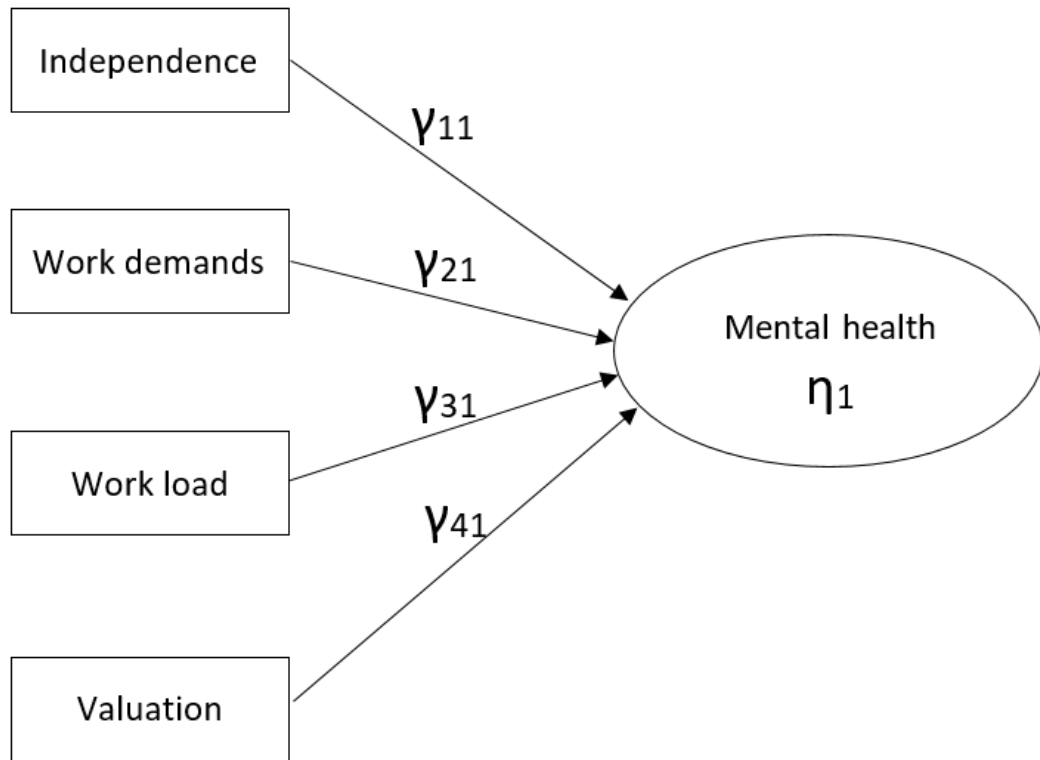 Independence
γ11
Work demands
γ21
Mental health
η1
γ31
Work load
γ41
Valuation